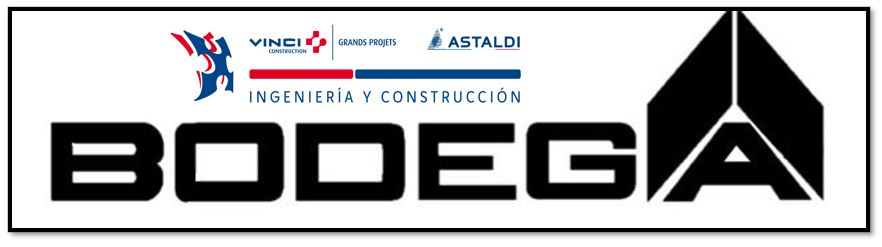 VINCI CONSTRUCTION GRANDS PROJETS ASTALDI
INGENIERÍA Y CONSTRUCCIÓN
BODEGA